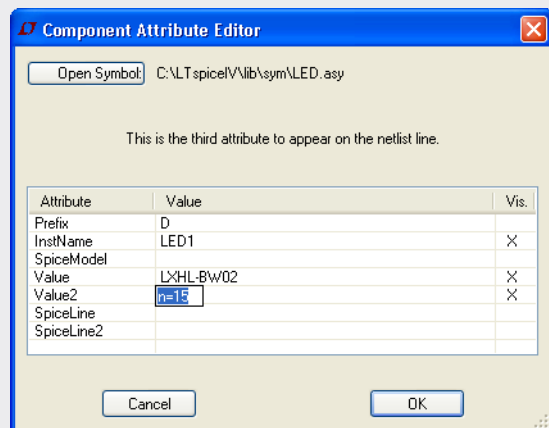 Component Attribute Editor
Open Symbol: C:\LTspiceIV\lib\sym\LED.asy
This is the third attribute to appear on the netlist line.
Attribute Value Vis.
Prefix D
InstName LED1 X
SpiceModel
Value LXHL-BW02 X
Value2 n=15 X
SpiceLine
SpiceLine2
Cancel OK